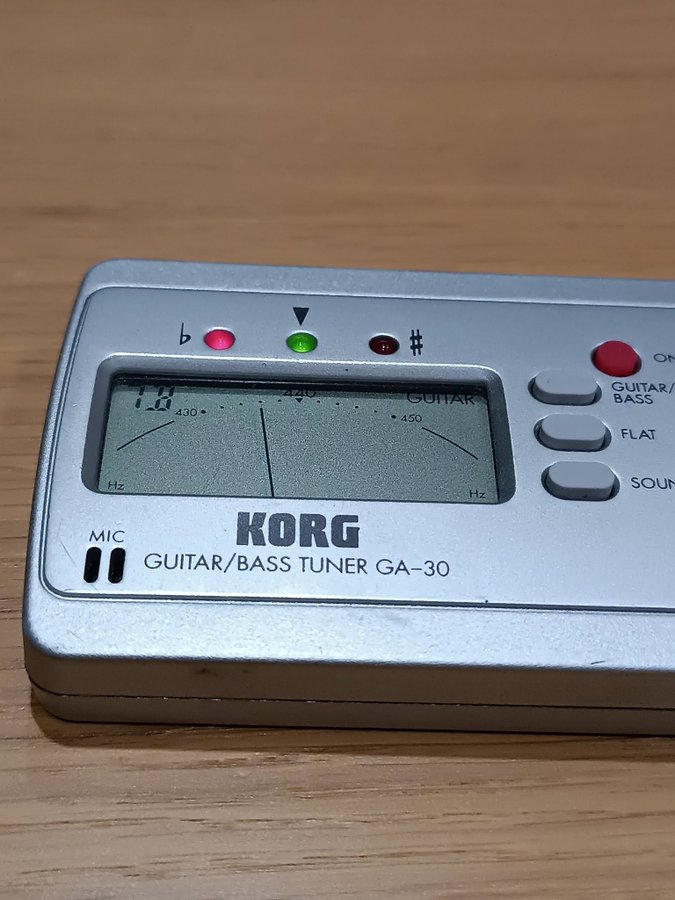 ♭ ▼ ♯
ON
GUITAR/
BASS
FLAT
SOUN
1.B
440
GUITAR
430
450
Hz
Hz
KORG
MIC
GUITAR/BASS TUNER GA-30